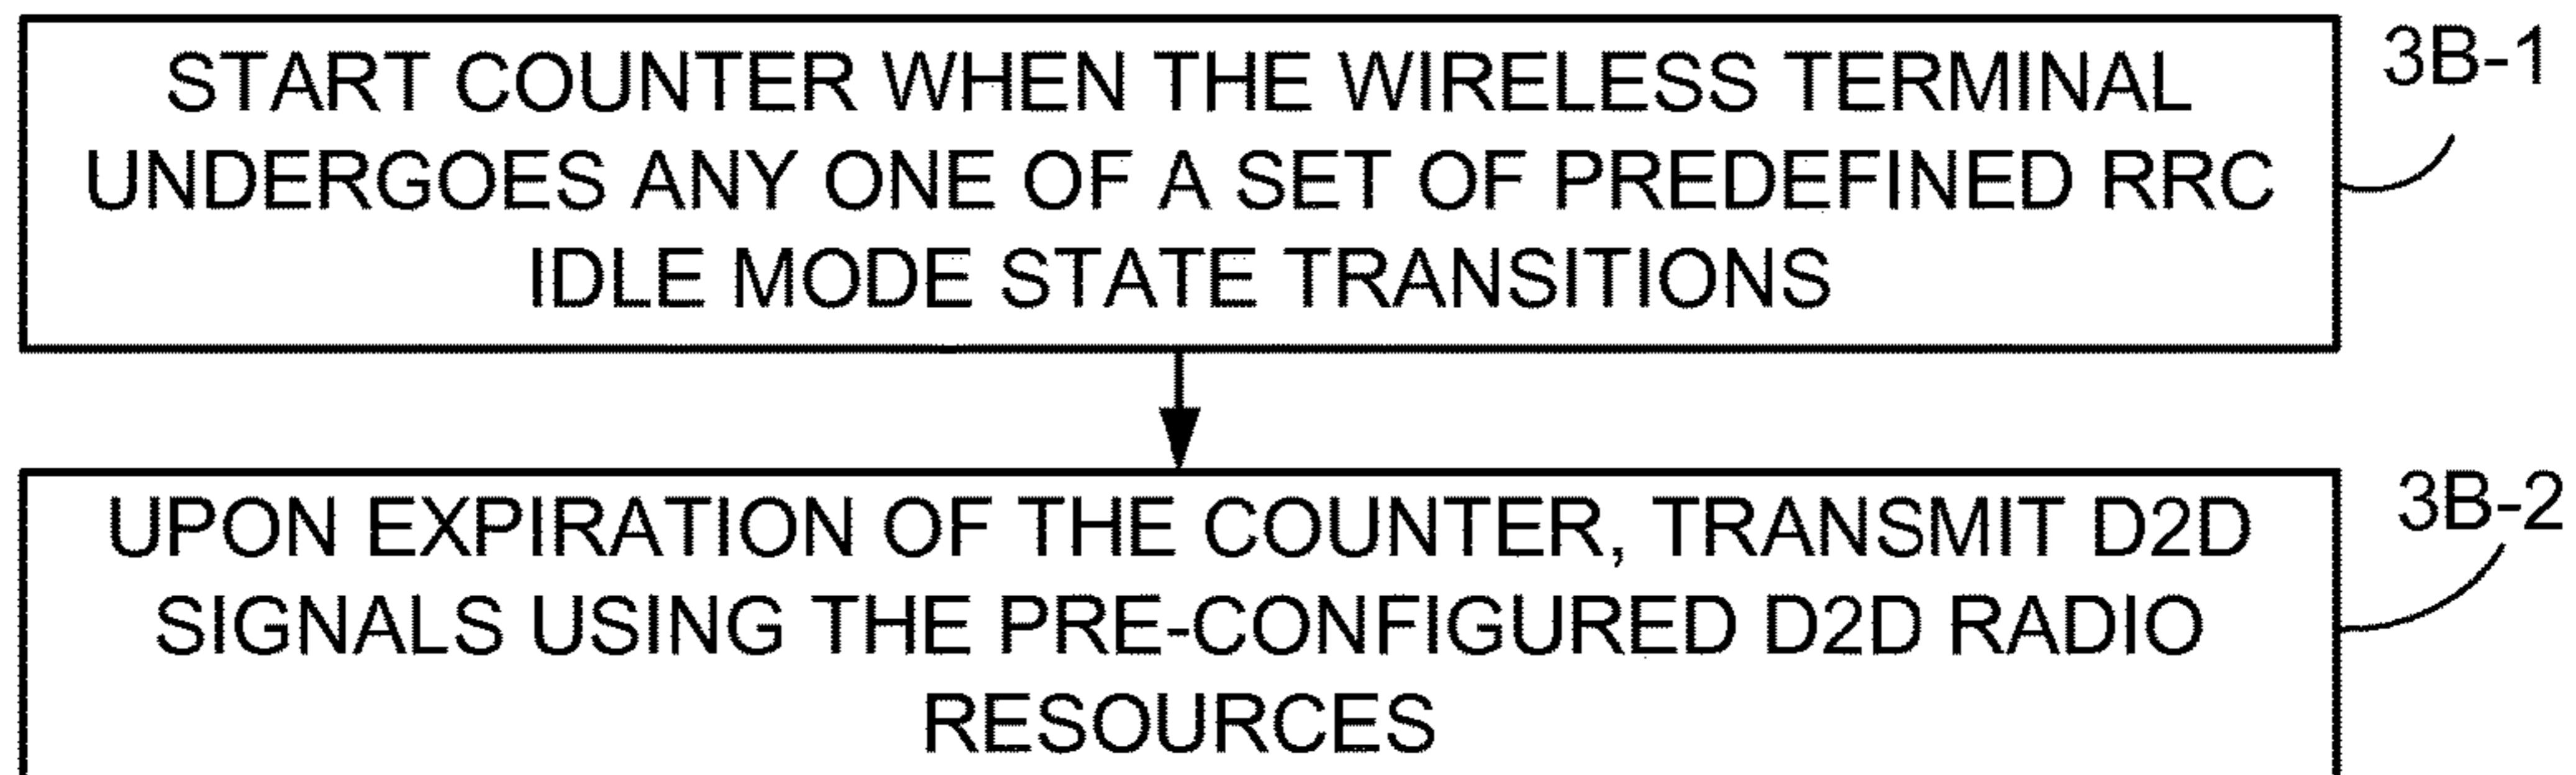 START COUNTER WHEN THE WIRELESS TERMINAL
UNDERGOES ANY ONE OF A SET OF PREDEFINED RRC
IDLE MODE STATE TRANSITIONS
3B-1
UPON EXPIRATION OF THE COUNTER, TRANSMIT D2D
SIGNALS USING THE PRE-CONFIGURED D2D RADIO
RESOURCES
3B-2